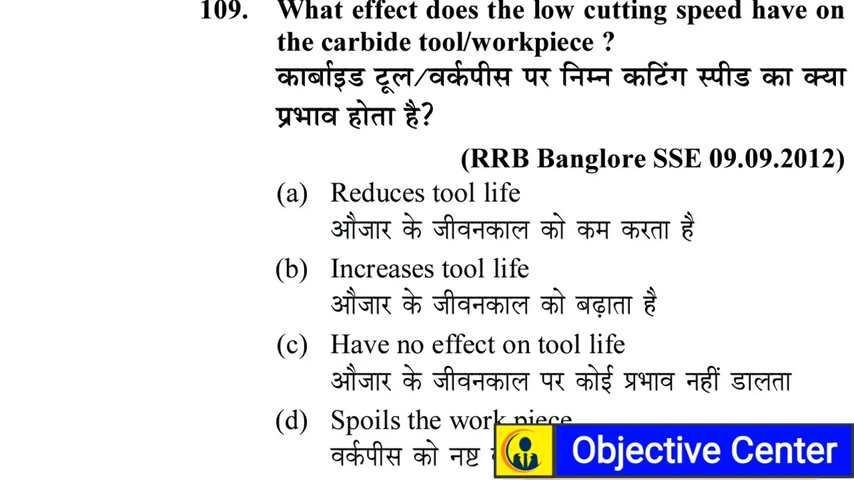 109. What effect does the low cutting speed have on
the carbide tool/workpiece ?
कार्बाइड टूल/वर्कपीस पर निम्न कटिंग स्पीड का क्या
प्रभाव होता है?
(RRB Banglore SSE 09.09.2012)
(a) Reduces tool life
औजार के जीवनकाल को कम करता है
(b) Increases tool life
औजार के जीवनकाल को बढ़ाता है
(c) Have no effect on tool life
औजार के जीवनकाल पर कोई प्रभाव नहीं डालता
(d) Spoils the work piece
वर्कपीस को नष्ट
Objective Center